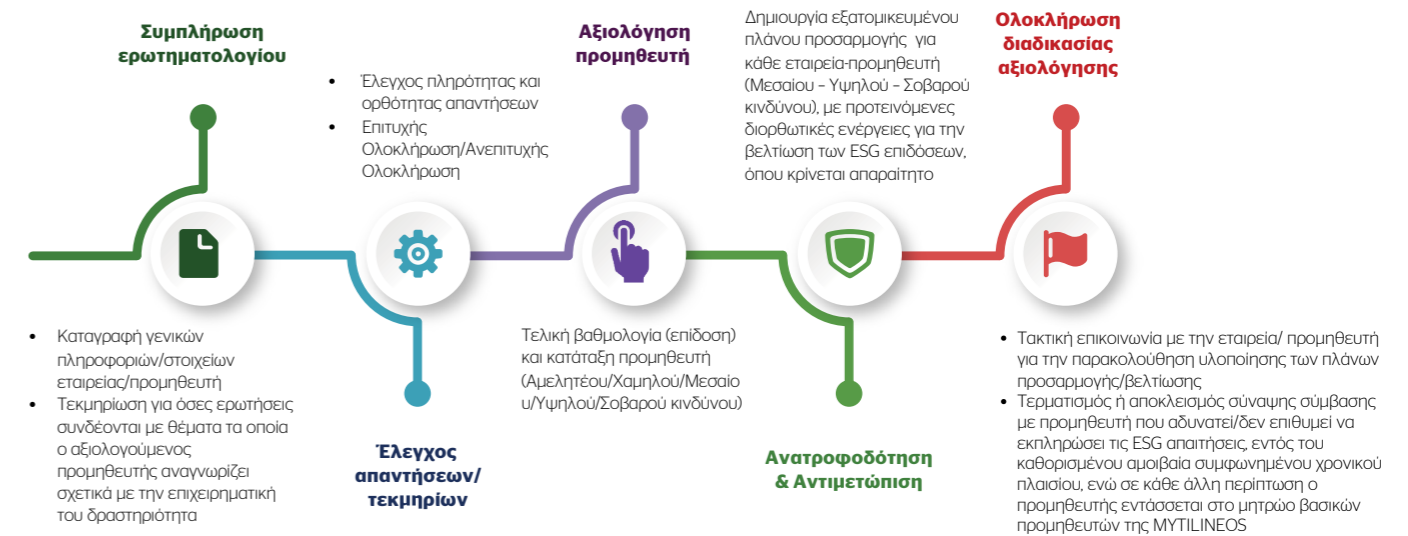 Συμπλήρωση
ερωτηματολογίου
• Καταγραφή γενικών
πληροφοριών/στοιχείων
εταιρείας/προμηθευτή
• Τεκμηρίωση για όσες ερωτήσεις
συνδέονται με θέματα τα οποία
ο αξιολογούμενος
προμηθευτής αναγνωρίζει
σχετικά με την επιχειρηματική
του δραστηριότητα
• Έλεγχος πληρότητας και
ορθότητας απαντήσεων
• Επιτυχής
Ολοκλήρωση/Ανεπιτυχής
Ολοκλήρωση
Έλεγχος
απαντήσεων/
τεκμηρίων
Αξιολόγηση
προμηθευτή
Τελική βαθμολογία (επίδοση)
και κατάταξη προμηθευτή
(Αμελητέου/Χαμηλού/Μεσαίο
υ/Υψηλού/Σοβαρού κινδύνου)
Δημιουργία εξατομικευμένου
πλάνου προσαρμογής για
κάθε εταιρεία-προμηθευτή
(Μεσαίου – Υψηλού – Σοβαρού
κινδύνου), με προτεινόμενες
διορθωτικές ενέργειες για την
βελτίωση των ESG επιδόσεων,
όπου κρίνεται απαραίτητο
Ανατροφοδότηση
& Αντιμετώπιση
Ολοκλήρωση
διαδικασίας
αξιολόγησης
• Τακτική επικοινωνία με την εταιρεία/ προμηθευτή
για την παρακολούθηση υλοποίησης των πλάνων
προσαρμογής/βελτίωσης
• Τερματισμός ή αποκλεισμός σύναψης σύμβασης
με προμηθευτή που αδυνατεί/δεν επιθυμεί να
εκπληρώσει τις ESG απαιτήσεις, εντός του
καθορισμένου αμοιβαία συμφωνημένου χρονικού
πλαισίου, ενώ σε κάθε άλλη περίπτωση ο
προμηθευτής εντάσσεται στο μητρώο βασικών
προμηθευτών της MYTILINEOS